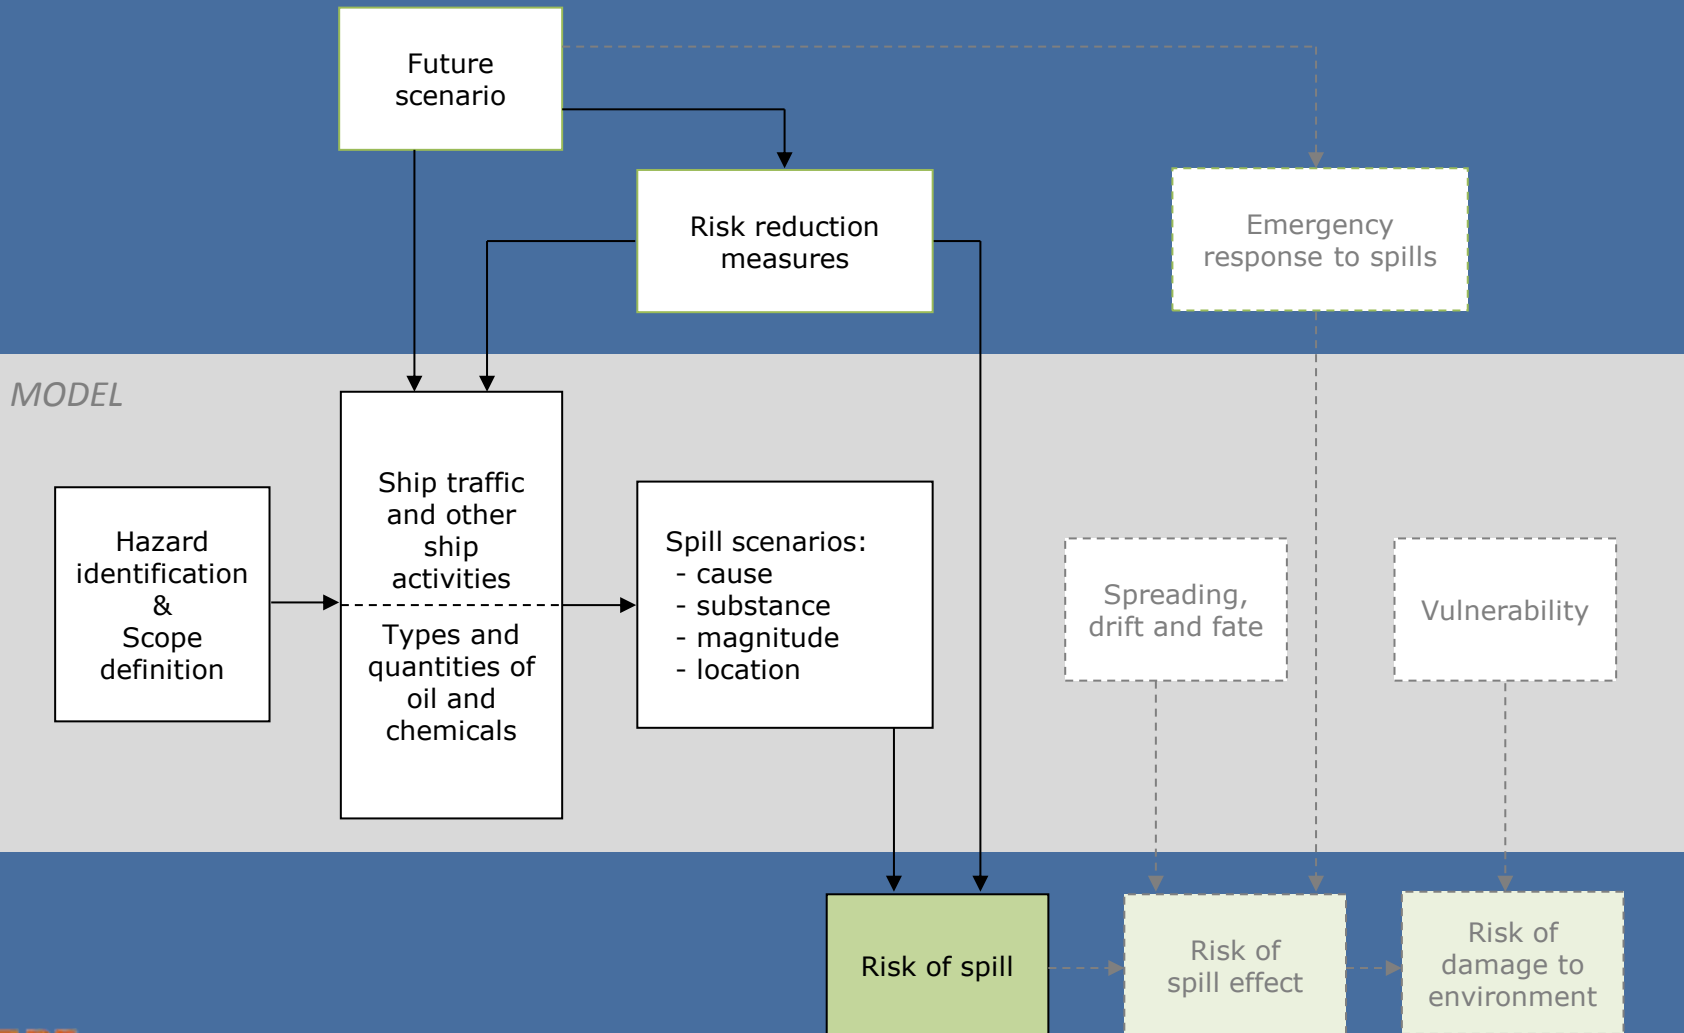 Future
scenario
Risk reduction
measures
Emergency
response to spills
MODEL
Hazard
identification
&
Scope
definition
Ship traffic
and other
ship
activities
Types and
quantities of
oil and
chemicals
Spill scenarios:
- cause
- substance
- magnitude
- location
Spreading,
drift and fate
Vulnerability
Risk of spill
Risk of
spill effect
Risk of
damage to
environment